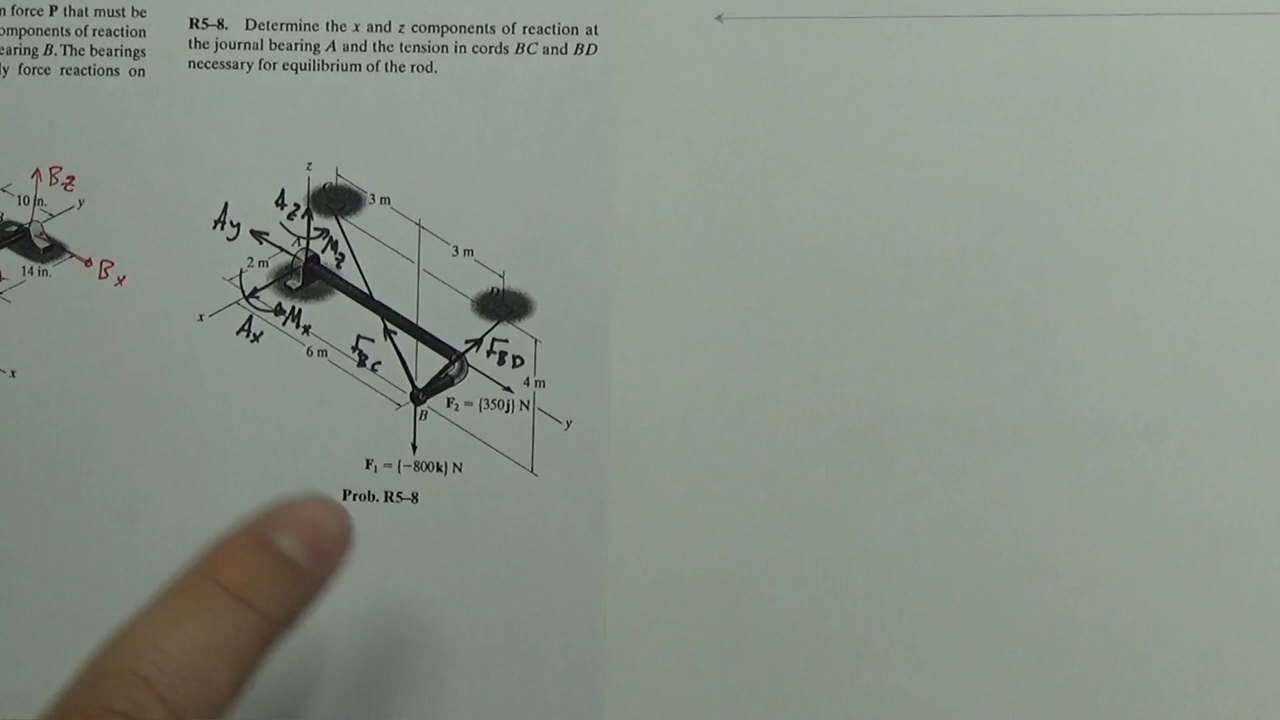 n force P that must be
omponents of reaction
earing B. The bearings
ly force reactions on
R5–8. Determine the x and z components of reaction at
the journal bearing A and the tension in cords BC and BD
necessary for equilibrium of the rod.
Bz
10 in.
y
Bx
14 in.
x
z
3 m
Az
Ay
Mz
3 m
2 m
x
Mx
Ax
6 m
FBC
FBD
4 m
B
F₂ = {350j} N
y
F₁ = {−800k} N
Prob. R5–8